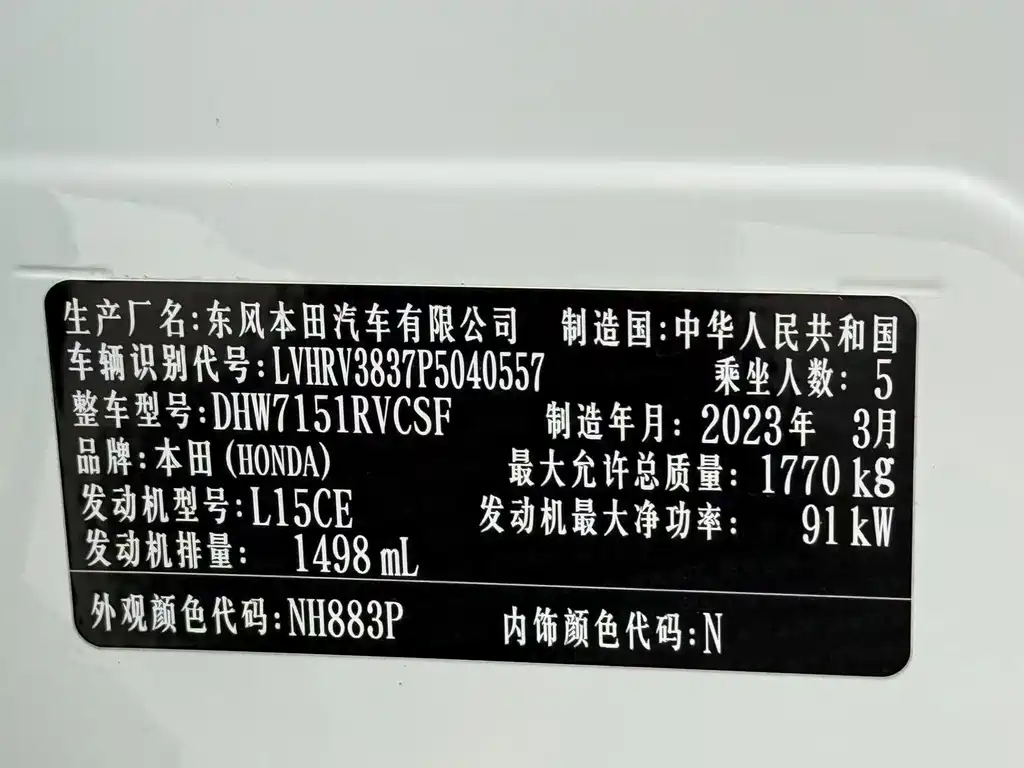 生产厂名:东风本田汽车有限公司 制造国:中华人民共和国
车辆识别代号:LVHRV3837P5040557 乘坐人数: 5
整车型号:DHW7151RVCSF 制造年月: 2023年 3月
品牌:本田(HONDA) 最大允许总质量: 1770 kg
发动机型号:L15CE 发动机最大净功率: 91 kW
发动机排量: 1498 mL
外观颜色代码:NH883P 内饰颜色代码:N